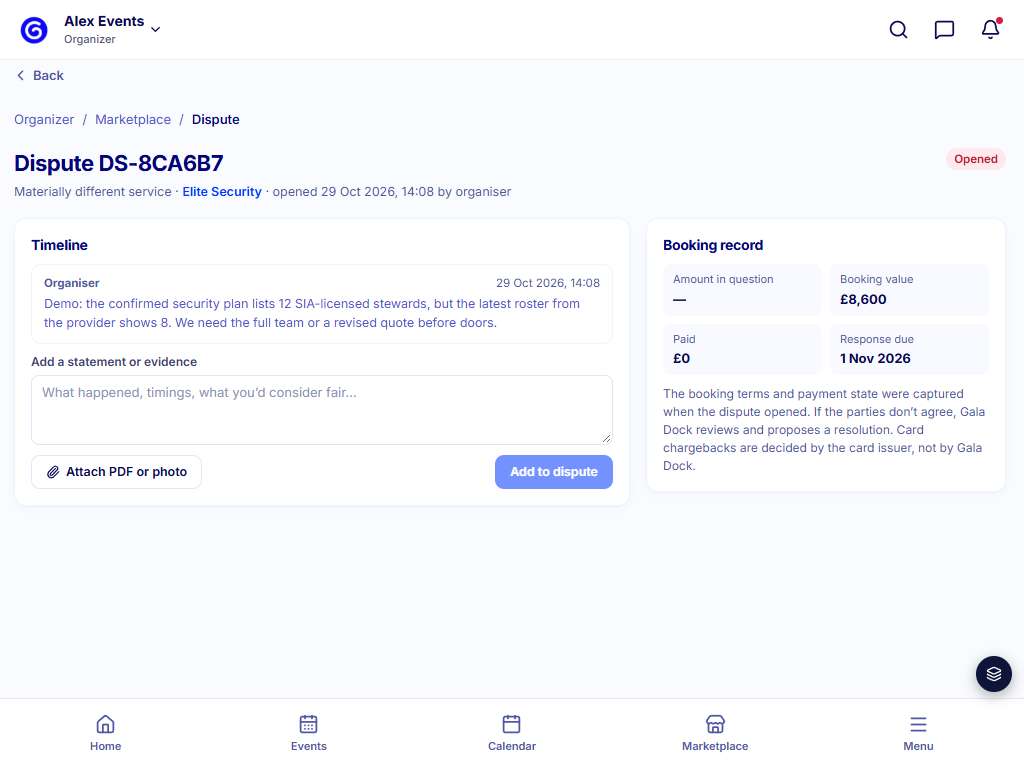 Alex Events
Organizer
Back
Organizer / Marketplace / Dispute
Dispute DS-8CA6B7
Opened
Materially different service · Elite Security · opened 29 Oct 2026, 14:08 by organiser
Timeline
Organiser
29 Oct 2026, 14:08
Demo: the confirmed security plan lists 12 SIA-licensed stewards, but the latest roster from
the provider shows 8. We need the full team or a revised quote before doors.
Add a statement or evidence
What happened, timings, what you’d consider fair…
Attach PDF or photo
Add to dispute
Booking record
Amount in question
—
Booking value
£8,600
Paid
£0
Response due
1 Nov 2026
The booking terms and payment state were captured
when the dispute opened. If the parties don’t agree, Gala
Dock reviews and proposes a resolution. Card
chargebacks are decided by the card issuer, not by Gala
Dock.
Home
Events
Calendar
Marketplace
Menu